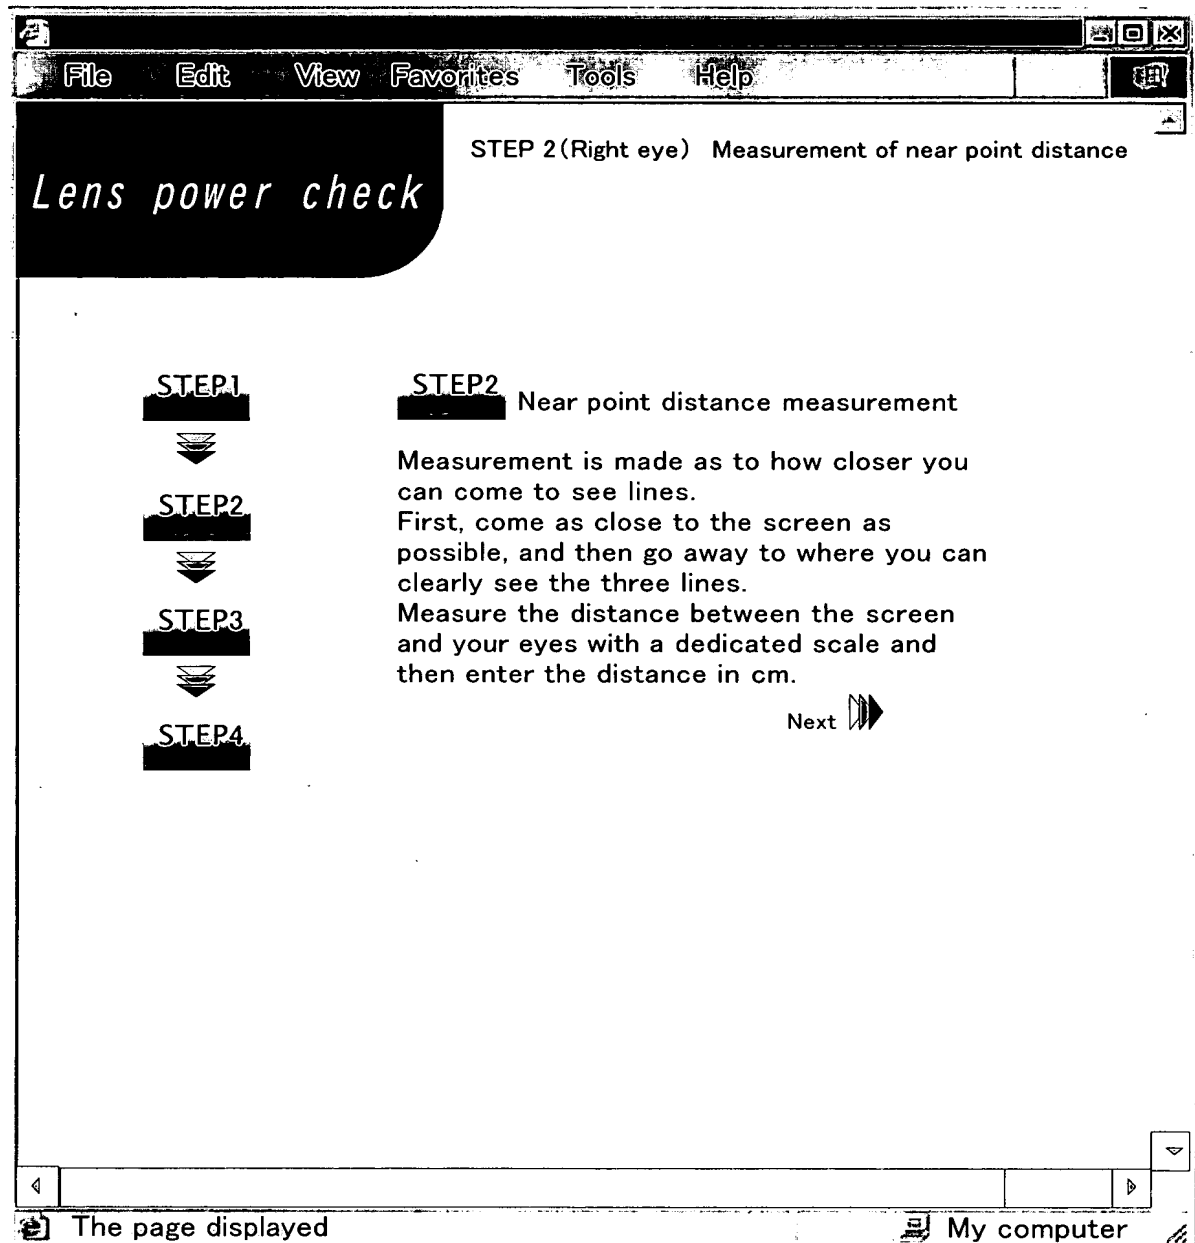 File Edit View Favorites Tools Help
STEP 2(Right eye) Measurement of near point distance
Lens power check
STEP1
STEP2
STEP3
STEP4
STEP2 Near point distance measurement
Measurement is made as to how closer you
can come to see lines.
First, come as close to the screen as
possible, and then go away to where you can
clearly see the three lines.
Measure the distance between the screen
and your eyes with a dedicated scale and
then enter the distance in cm.
Next
The page displayed My computer